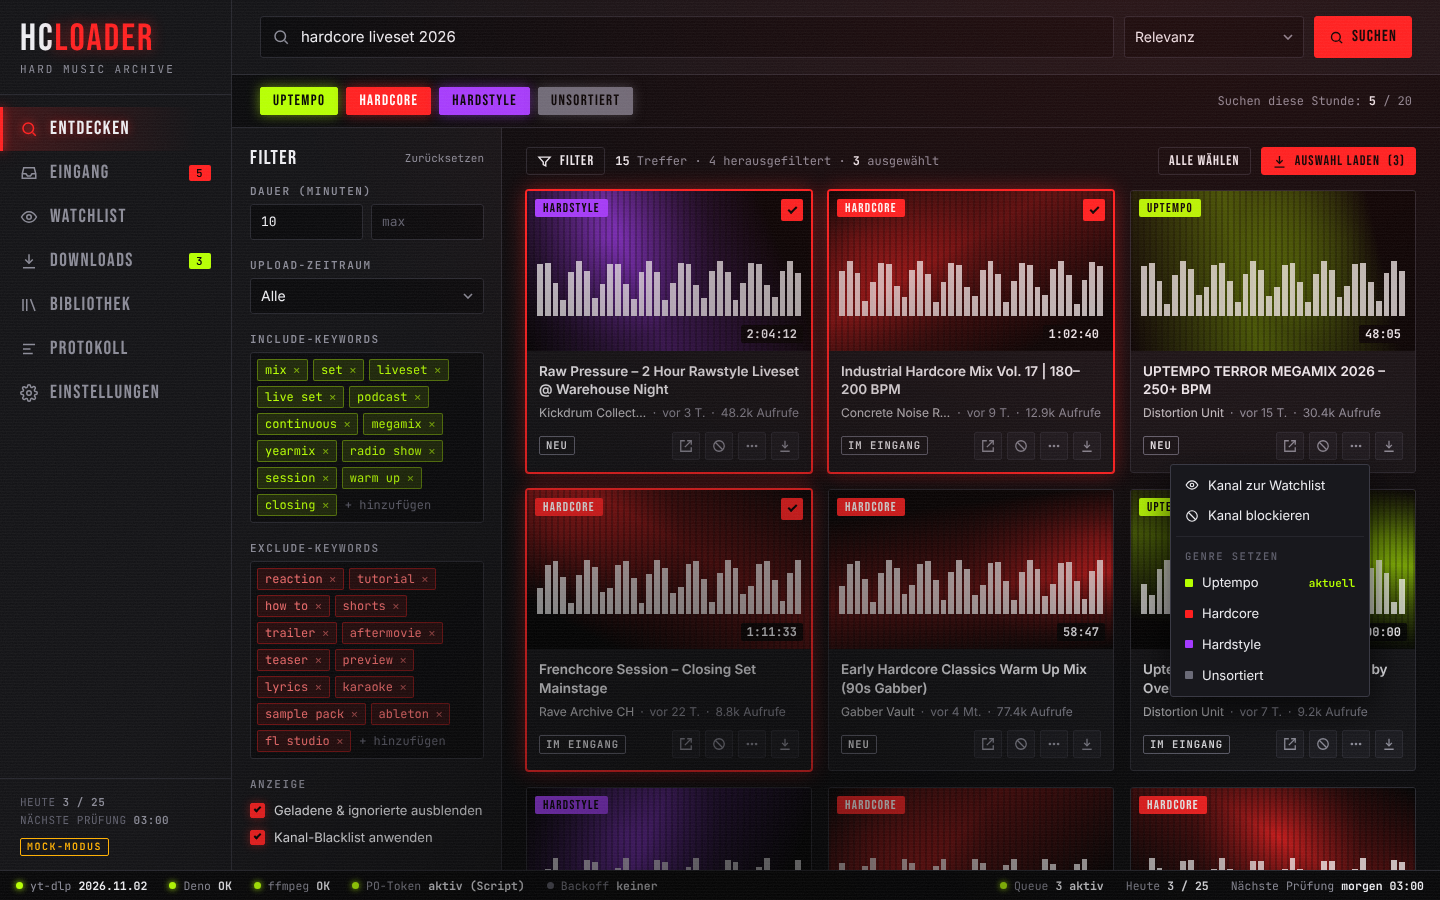 HCLOADER
HARD MUSIC ARCHIVE
ENTDECKEN
EINGANG 5
WATCHLIST
DOWNLOADS 3
BIBLIOTHEK
PROTOKOLL
EINSTELLUNGEN
HEUTE 3 / 25
NÄCHSTE PRÜFUNG 03:00
MOCK-MODUS
hardcore liveset 2026
Relevanz
SUCHEN
UPTEMPO HARDCORE HARDSTYLE UNSORTIERT
Suchen diese Stunde: 5 / 20
FILTER Zurücksetzen
DAUER (MINUTEN)
10 max
UPLOAD-ZEITRAUM
Alle
INCLUDE-KEYWORDS
mix × set × liveset ×
live set × podcast ×
continuous × megamix ×
yearmix × radio show ×
session × warm up ×
closing × + hinzufügen
EXCLUDE-KEYWORDS
reaction × tutorial ×
how to × shorts ×
trailer × aftermovie ×
teaser × preview ×
lyrics × karaoke ×
sample pack × ableton ×
fl studio × + hinzufügen
ANZEIGE
Geladene & ignorierte ausblenden
Kanal-Blacklist anwenden
FILTER 15 Treffer · 4 herausgefiltert · 3 ausgewählt
ALLE WÄHLEN
AUSWAHL LADEN (3)
HARDSTYLE
2:04:12
Raw Pressure – 2 Hour Rawstyle Liveset
@ Warehouse Night
Kickdrum Collect... · vor 3 T. · 48.2k Aufrufe
NEU
HARDCORE
1:02:40
Industrial Hardcore Mix Vol. 17 | 180–
200 BPM
Concrete Noise R... · vor 9 T. · 12.9k Aufrufe
IM EINGANG
UPTEMPO
48:05
UPTEMPO TERROR MEGAMIX 2026 –
250+ BPM
Distortion Unit · vor 15 T. · 30.4k Aufrufe
NEU
Kanal zur Watchlist
Kanal blockieren
GENRE SETZEN
Uptempo aktuell
Hardcore
Hardstyle
Unsortiert
HARDCORE
1:11:33
Frenchcore Session – Closing Set
Mainstage
Rave Archive CH · vor 22 T. · 8.8k Aufrufe
IM EINGANG
HARDCORE
58:47
Early Hardcore Classics Warm Up Mix
(90s Gabber)
Gabber Vault · vor 4 Mt. · 77.4k Aufrufe
NEU
UPTE
00:00
Upte by
Ove
Distortion Unit · vor 7 T. · 9.2k Aufrufe
IM EINGANG
HARDSTYLE
HARDCORE
HARDCORE
yt-dlp 2026.11.02 Deno OK ffmpeg OK PO-Token aktiv (Script) Backoff keiner
Queue 3 aktiv Heute 3 / 25 Nächste Prüfung morgen 03:00